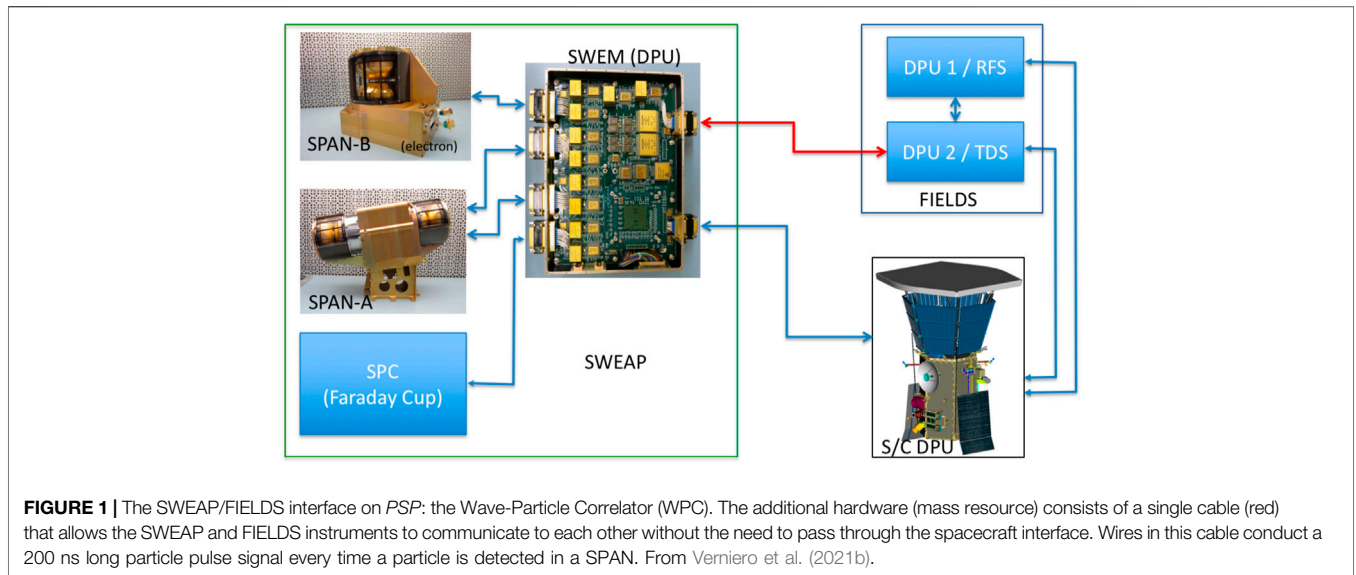 SWEM (DPU)
SPAN-B
(electron)
SPAN-A
SPC
(Faraday Cup)
SWEAP
DPU 1 / RFS
DPU 2 / TDS
FIELDS
S/C DPU
FIGURE 1 | The SWEAP/FIELDS interface on PSP: the Wave-Particle Correlator (WPC). The additional hardware (mass resource) consists of a single cable (red)
that allows the SWEAP and FIELDS instruments to communicate to each other without the need to pass through the spacecraft interface. Wires in this cable conduct a
200 ns long particle pulse signal every time a particle is detected in a SPAN. From Verniero et al. (2021b).